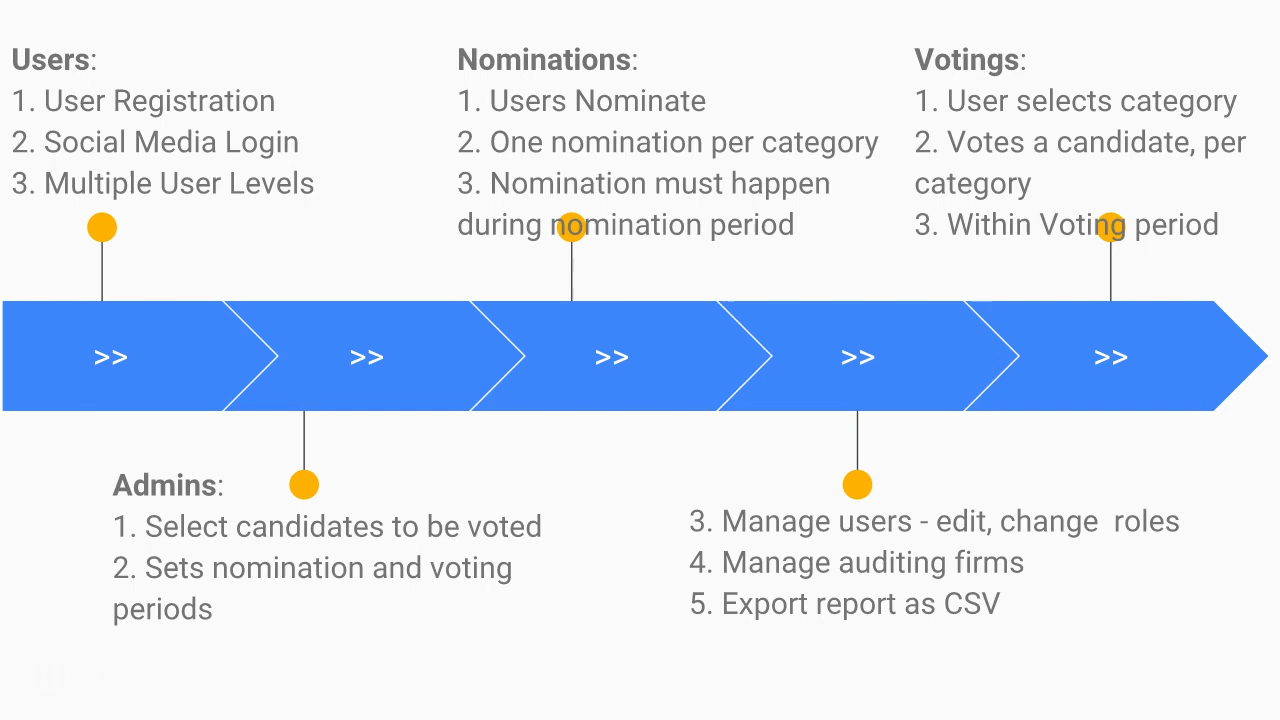 Users:
1. User Registration
2. Social Media Login
3. Multiple User Levels
Nominations:
1. Users Nominate
2. One nomination per category
3. Nomination must happen
during nomination period
Votings:
1. User selects category
2. Votes a candidate, per
category
3. Within Voting period
>> >> >> >> >>
Admins:
1. Select candidates to be voted
2. Sets nomination and voting
periods
3. Manage users - edit, change  roles
4. Manage auditing firms
5. Export report as CSV